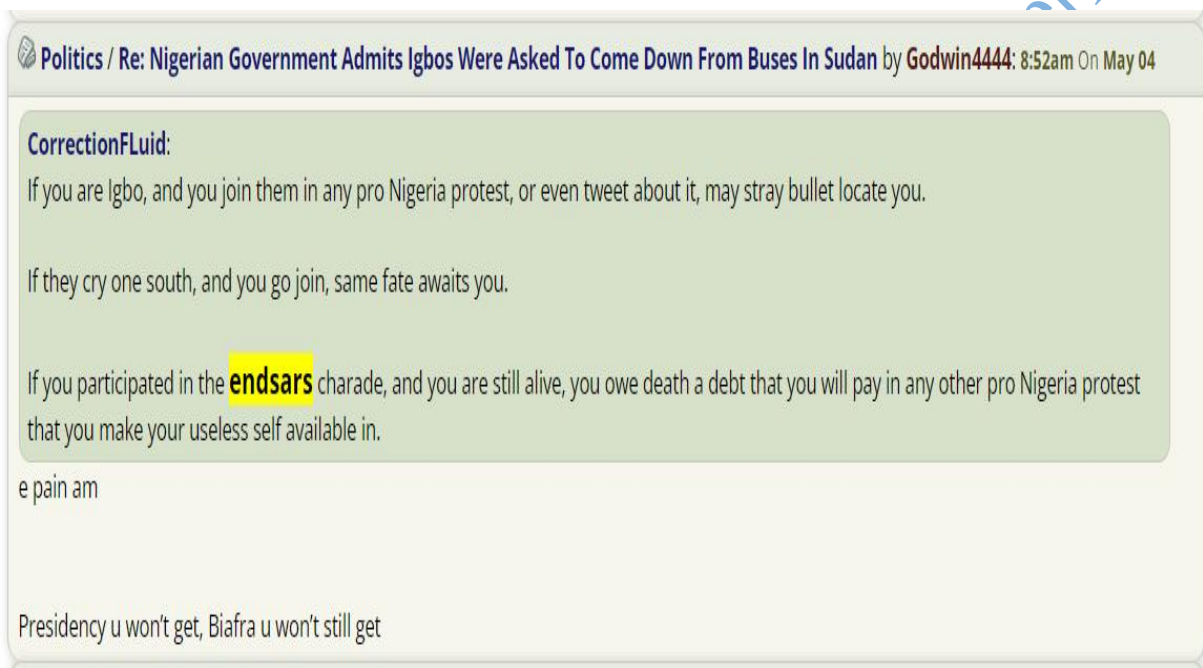 Politics / Re: Nigerian Government Admits Igbos Were Asked To Come Down From Buses In Sudan by Godwin4444: 8:52am On May 04
CorrectionFLuid:
If you are Igbo, and you join them in any pro Nigeria protest, or even tweet about it, may stray bullet locate you.
If they cry one south, and you go join, same fate awaits you.
If you participated in the endsars charade, and you are still alive, you owe death a debt that you will pay in any other pro Nigeria protest
that you make your useless self available in.
e pain am
Presidency u won't get, Biafra u won't still get